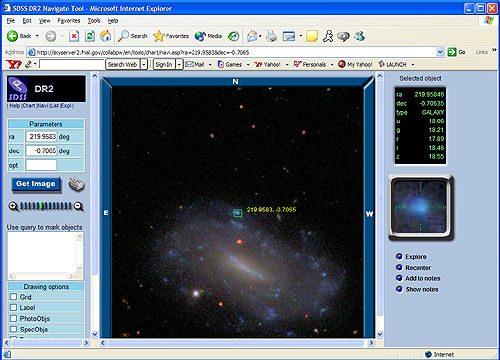 SDSS DR2 Navigate Tool - Microsoft Internet Explorer
File Edit View Favorites Tools Help
Back Search Favorites Media
Address http://skyserver2.fnal.gov/collabpw/en/tools/chart/navi.asp?ra=219.9583&dec=-0.7065 Go Links
Y! Search Web Sign In Mail Games Yahoo! Personals My Yahoo! LAUNCH
SDSS DR2
Help |Chart |Navi |List |Expl |
Parameters
ra 219.9583 deg
dec -0.7065 deg
opt
Get Image
Use query to mark objects
Drawing options
Grid
Label
PhotoObjs
SpecObjs
N
E
W
219.9583, -0.7065
Selected object
ra 219.95846
dec -0.70635
type GALAXY
u 18.06
g 18.21
r 17.89
i 18.46
z 18.55
Explore
Recenter
Add to notes
Show notes
Internet